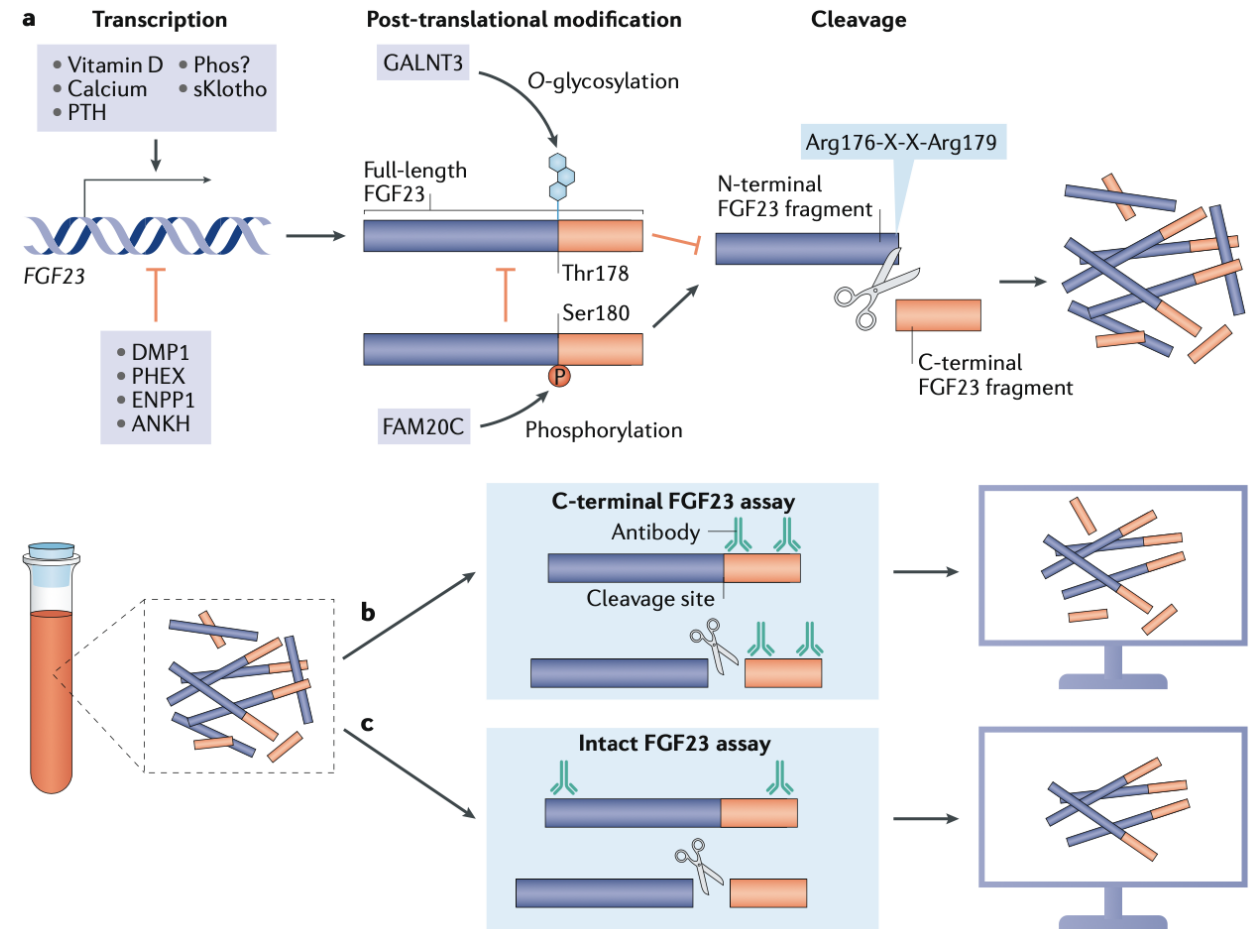 a
Transcription
Post-translational modification
Cleavage
• Vitamin D
• Calcium
• PTH
• Phos?
• sKlotho
FGF23
• DMP1
• PHEX
• ENPP1
• ANKH
GALNT3
O-glycosylation
Full-length
FGF23
Thr178
Ser180
P
FAM20C
Phosphorylation
Arg176-X-X-Arg179
N-terminal
FGF23 fragment
C-terminal
FGF23 fragment
b
C-terminal FGF23 assay
Antibody
Cleavage site
c
Intact FGF23 assay